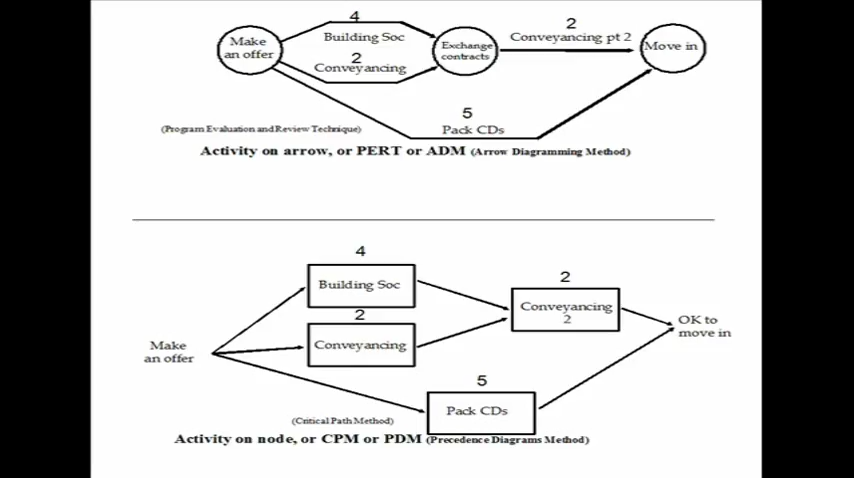 4
Building Soc
2
Conveyancing
Make
an offer
Exchange
contracts
2
Conveyancing pt 2
Move in
5
Pack CDs
(Program Evaluation and Review Technique)
Activity on arrow, or PERT or ADM (Arrow Diagramming Method)
4
Building Soc
2
Conveyancing
2
Conveyancing
2
Make
an offer
OK to
move in
5
Pack CDs
(Critical Path Method)
Activity on node, or CPM or PDM (Precedence Diagrams Method)